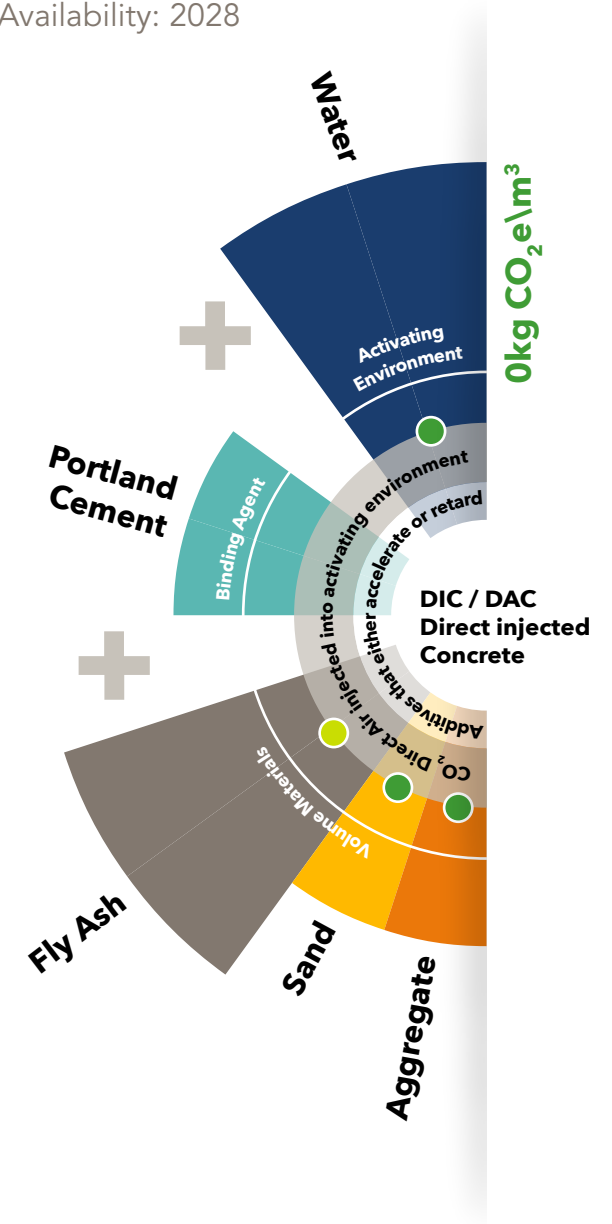 Availability: 2028
Water
0kg CO₂e\m³
Activating
Environment
Portland
Cement
Binding Agent
CO₂ Direct Air injected into activating environment
Additives that either accelerate or retard
DIC / DAC
Direct injected
Concrete
Volume Materials
Fly Ash
Sand
Aggregate